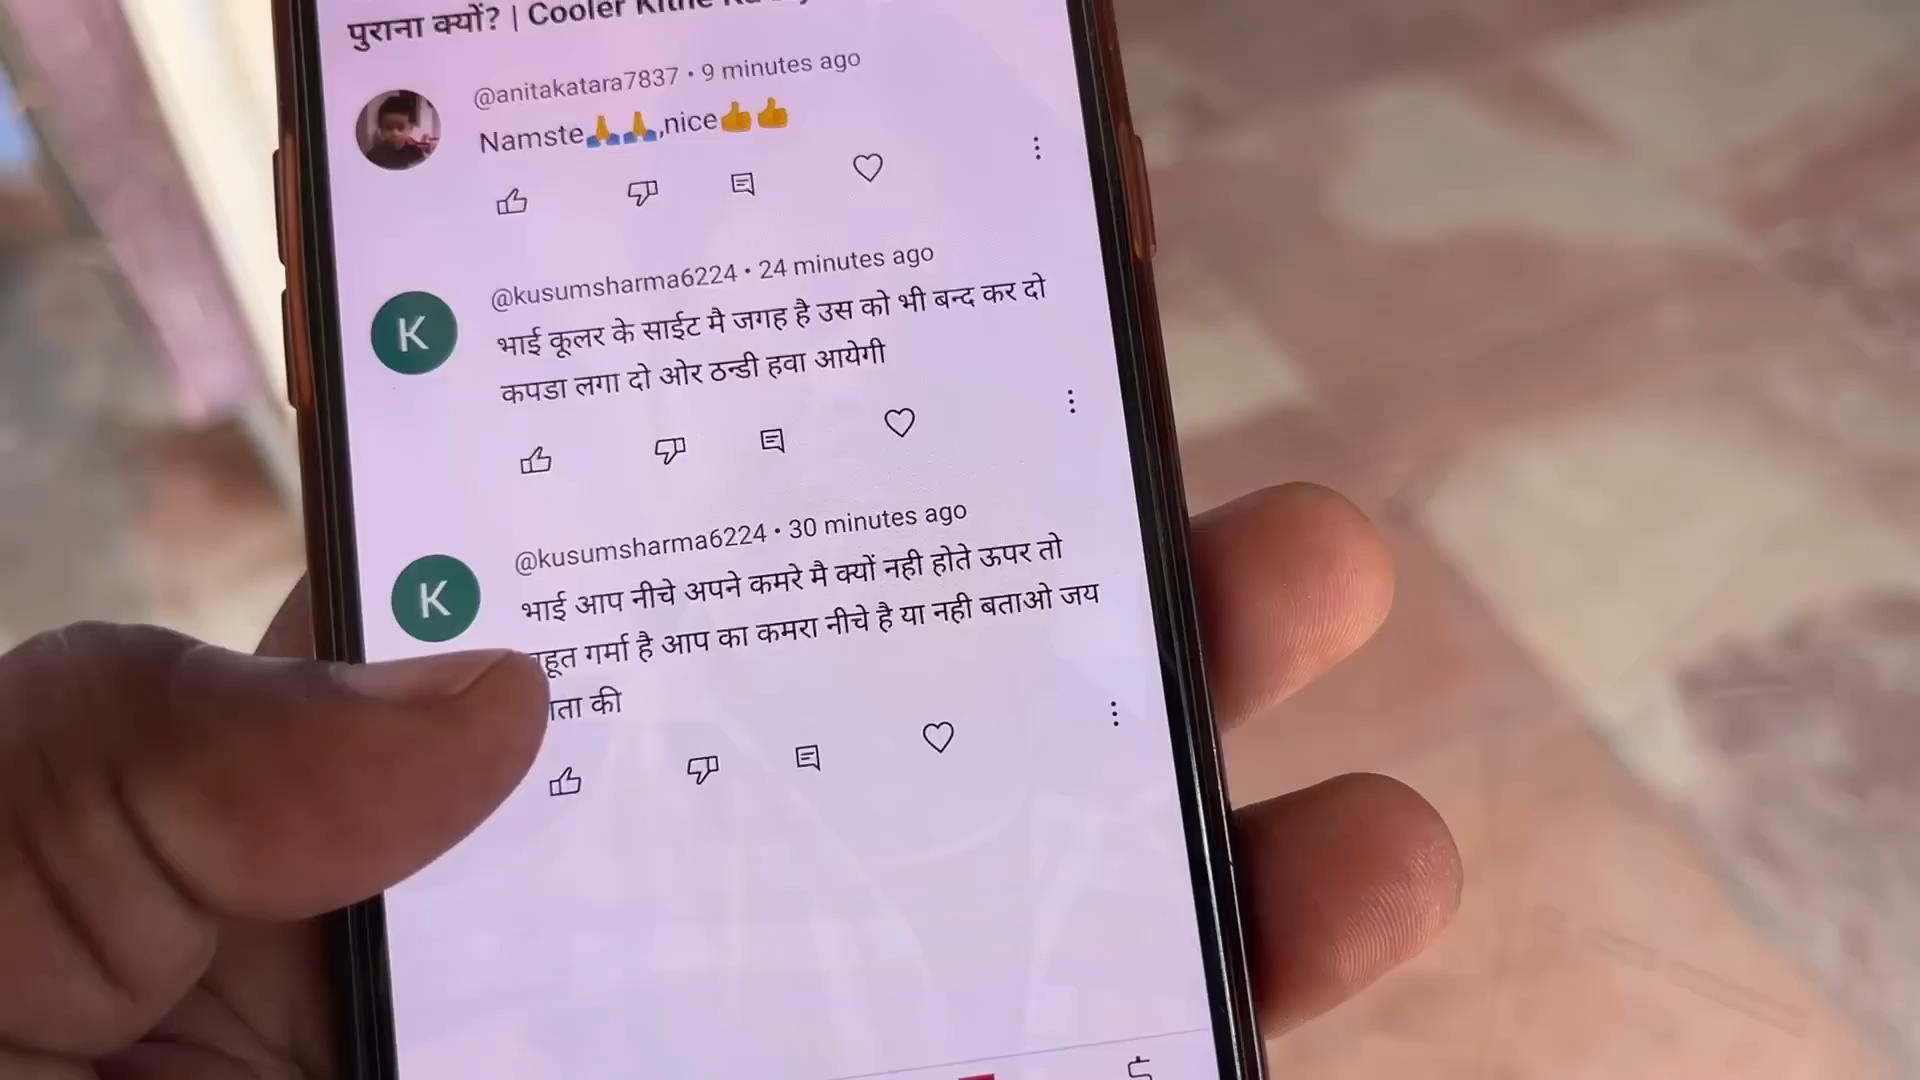 पुराना क्यों? | Cooler
@anitakatara7837 • 9 minutes ago
Namste🙏🙏,nice👍👍
@kusumsharma6224 • 24 minutes ago
K
भाई कूलर के साईट मै जगह है उस को भी बन्द कर दो
कपडा लगा दो ओर ठन्डी हवा आयेगी
@kusumsharma6224 • 30 minutes ago
K
भाई आप नीचे अपने कमरे मै क्यों नही होते ऊपर तो
गर्मा है आप का कमरा नीचे है या नही बताओ जय
की